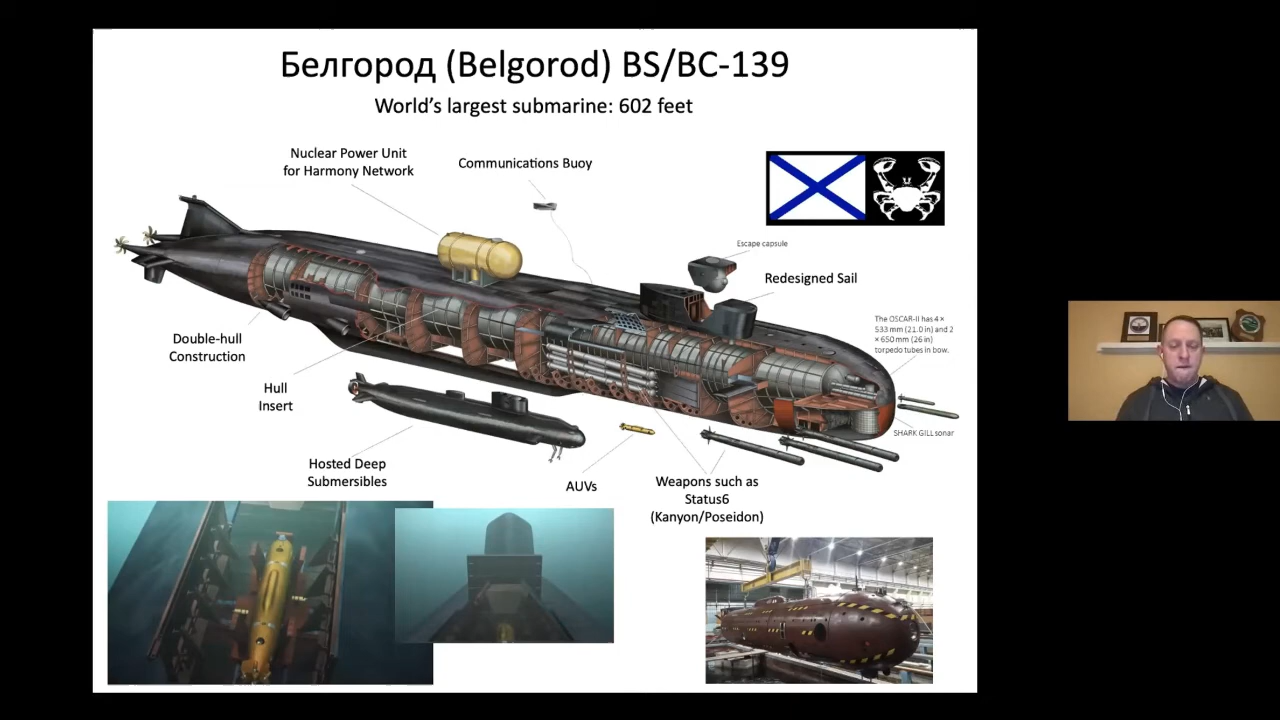 Белгород (Belgorod) BS/BC-139
World's largest submarine: 602 feet
Nuclear Power Unit
for Harmony Network
Communications Buoy
Escape capsule
Redesigned Sail
The OSCAR-II has 4 ×
533 mm (21.0 in) and 2
× 650 mm (26 in)
torpedo tubes in bow.
Double-hull
Construction
Hull
Insert
SHARK GILL sonar
Hosted Deep
Submersibles
AUVs
Weapons such as
Status6
(Kanyon/Poseidon)